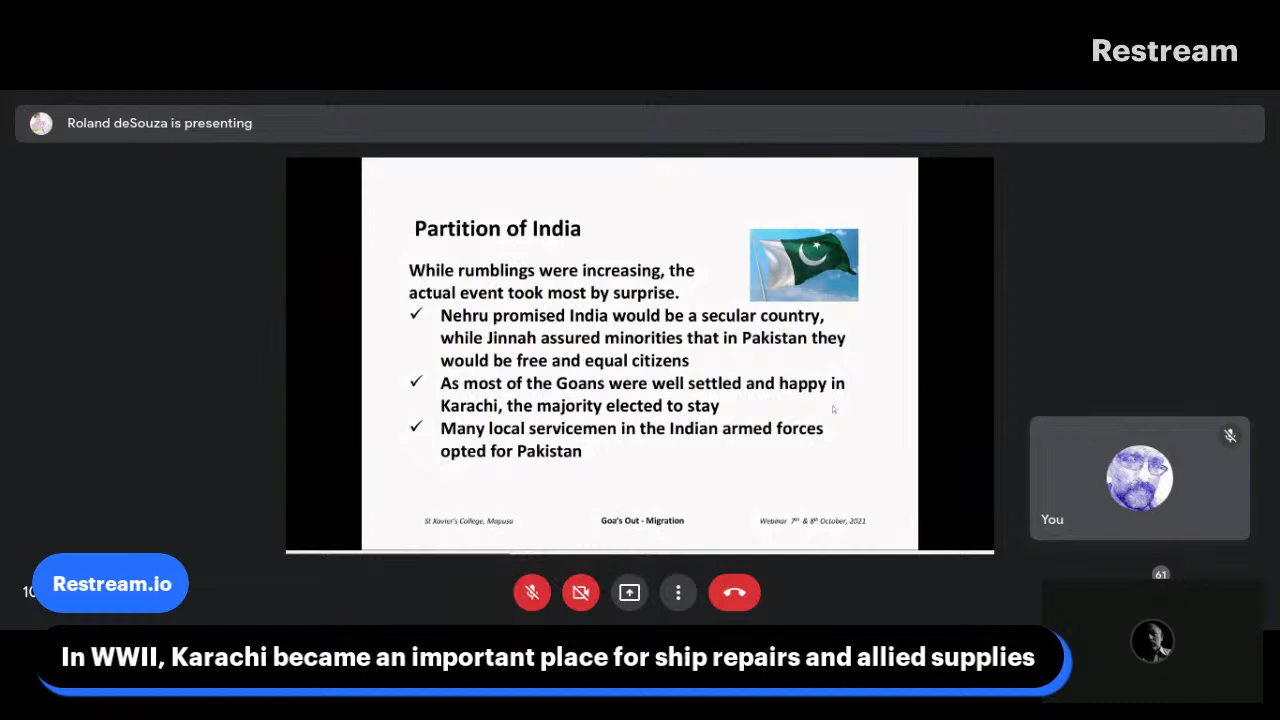 Restream
Roland deSouza is presenting
Partition of India
While rumblings were increasing, the
actual event took most by surprise.
✓ Nehru promised India would be a secular country,
while Jinnah assured minorities that in Pakistan they
would be free and equal citizens
✓ As most of the Goans were well settled and happy in
Karachi, the majority elected to stay
✓ Many local servicemen in the Indian armed forces
opted for Pakistan
St Xavier's College, Mapusa
Goa's Out - Migration
Webinar 7th & 8th October, 2021
You
61
Restream.io
In WWII, Karachi became an important place for ship repairs and allied supplies